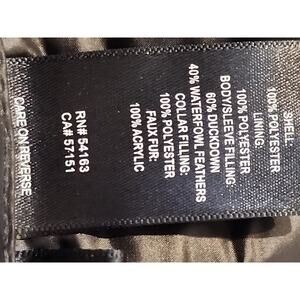 SHELL:
100% POLYESTER
LINING:
100% POLYESTER
BODY/SLEEVE FILLING:
60% DUCKDOWN
40% WATERFOWL FEATHERS
COLLAR FILLING:
100% POLYESTER
FAUX FUR:
100% ACRYLIC
RN# 54163
CA# 57151
CARE ON REVERSE